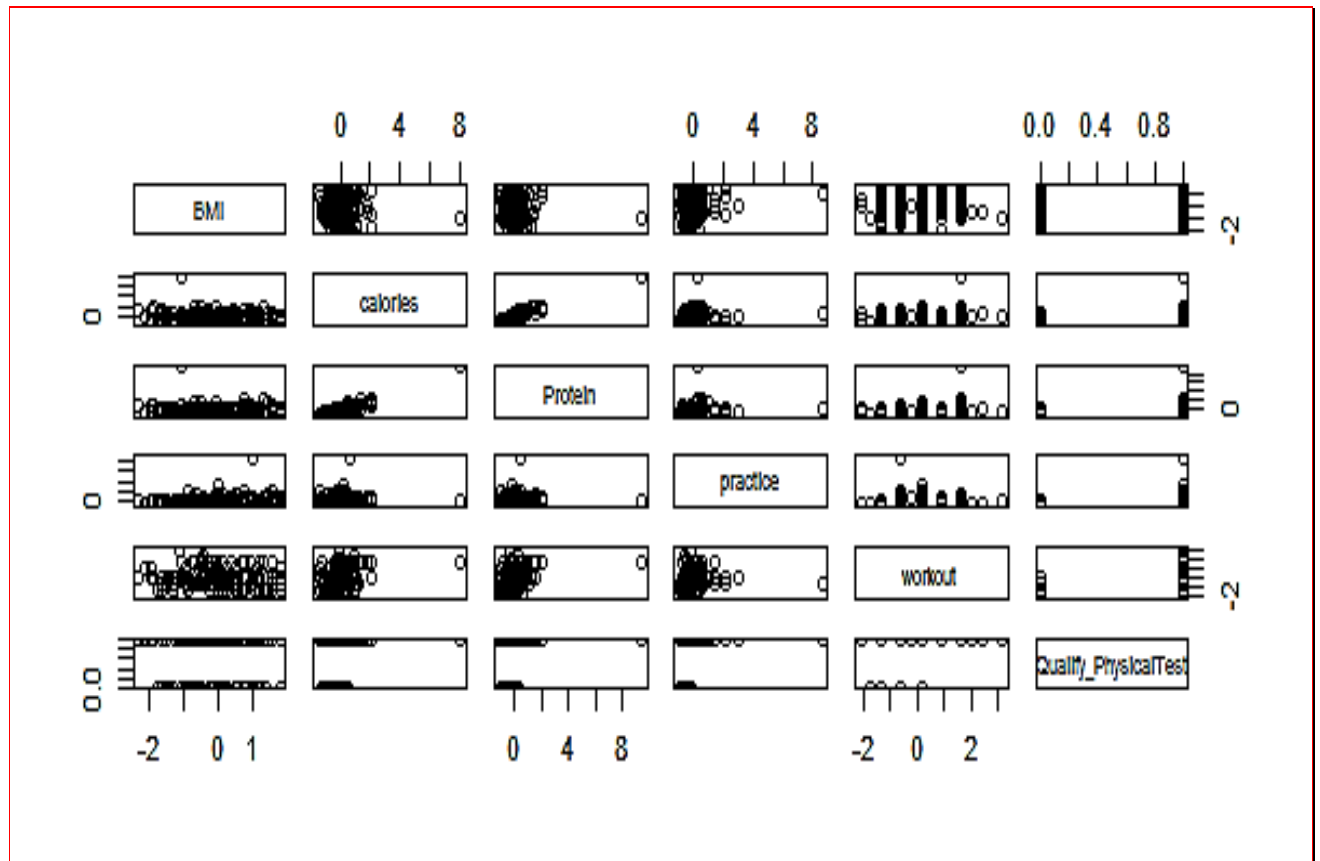 0 4 8 0 4 8 0.0 0.4 0.8
BMI -2
0 calories
Protein 0
0 practice
workout -2
0.0 Qualify_PhysicalTest
-2 0 1 0 4 8 -2 0 2